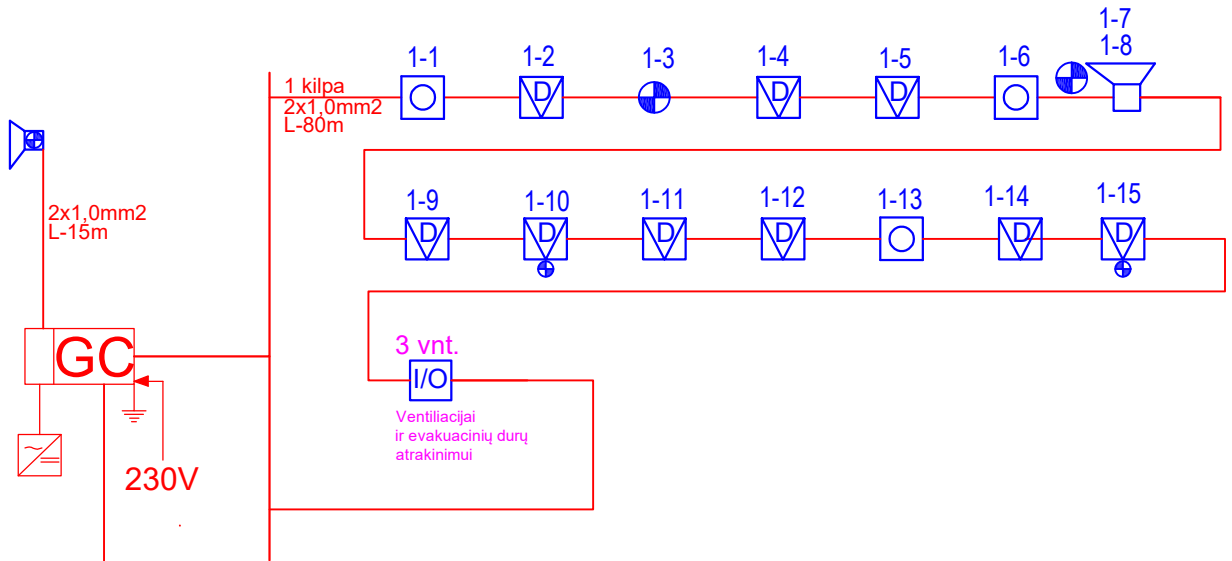 1-1
1-2
1-3
1-4
1-5
1-6
1-7
1-8
1 kilpa
2x1,0mm2
L-80m
D
D
D
2x1,0mm2
L-15m
1-9
1-10
1-11
1-12
1-13
1-14
1-15
D
D
D
D
D
D
GC
3 vnt.
I/O
Ventiliacijai
ir evakuacinių durų
atrakinimui
230V